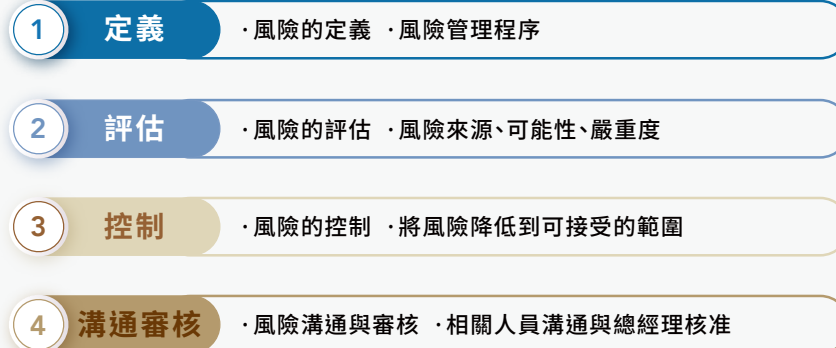 1 定義 ·風險的定義 ·風險管理程序
2 評估 ·風險的評估 ·風險來源、可能性、嚴重度
3 控制 ·風險的控制 ·將風險降低到可接受的範圍
4 溝通審核 ·風險溝通與審核 ·相關人員溝通與總經理核准